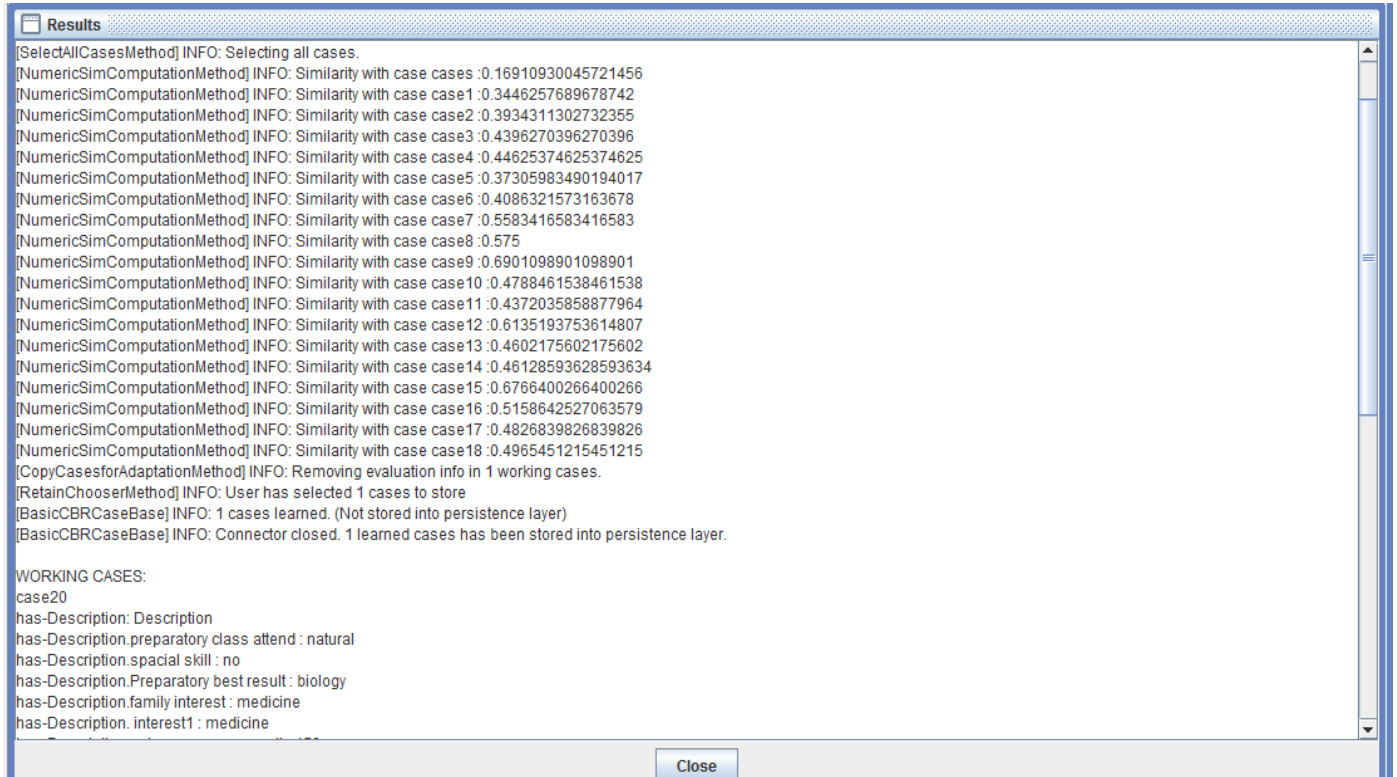 Results
[SelectAllCasesMethod] INFO: Selecting all cases.
[NumericSimComputationMethod] INFO: Similarity with case cases :0.16910930045721456
[NumericSimComputationMethod] INFO: Similarity with case case1 :0.3446257689678742
[NumericSimComputationMethod] INFO: Similarity with case case2 :0.3934311302732355
[NumericSimComputationMethod] INFO: Similarity with case case3 :0.4396270396270396
[NumericSimComputationMethod] INFO: Similarity with case case4 :0.44625374625374625
[NumericSimComputationMethod] INFO: Similarity with case case5 :0.37305983490194017
[NumericSimComputationMethod] INFO: Similarity with case case6 :0.4086321573163678
[NumericSimComputationMethod] INFO: Similarity with case case7 :0.5583416583416583
[NumericSimComputationMethod] INFO: Similarity with case case8 :0.575
[NumericSimComputationMethod] INFO: Similarity with case case9 :0.6901098901098901
[NumericSimComputationMethod] INFO: Similarity with case case10 :0.4788461538461538
[NumericSimComputationMethod] INFO: Similarity with case case11 :0.4372035858877964
[NumericSimComputationMethod] INFO: Similarity with case case12 :0.6135193753614807
[NumericSimComputationMethod] INFO: Similarity with case case13 :0.4602175602175602
[NumericSimComputationMethod] INFO: Similarity with case case14 :0.46128593628593634
[NumericSimComputationMethod] INFO: Similarity with case case15 :0.6766400266400266
[NumericSimComputationMethod] INFO: Similarity with case case16 :0.5158642527063579
[NumericSimComputationMethod] INFO: Similarity with case case17 :0.4826839826839826
[NumericSimComputationMethod] INFO: Similarity with case case18 :0.4965451215451215
[CopyCasesforAdaptationMethod] INFO: Removing evaluation info in 1 working cases.
[RetainChooserMethod] INFO: User has selected 1 cases to store
[BasicCBRCaseBase] INFO: 1 cases learned. (Not stored into persistence layer)
[BasicCBRCaseBase] INFO: Connector closed. 1 learned cases has been stored into persistence layer.
WORKING CASES:
case20
has-Description: Description
has-Description.preparatory class attend : natural
has-Description.spacial skill : no
has-Description.Preparatory best result : biology
has-Description.family interest : medicine
has-Description. interest1 : medicine
Close